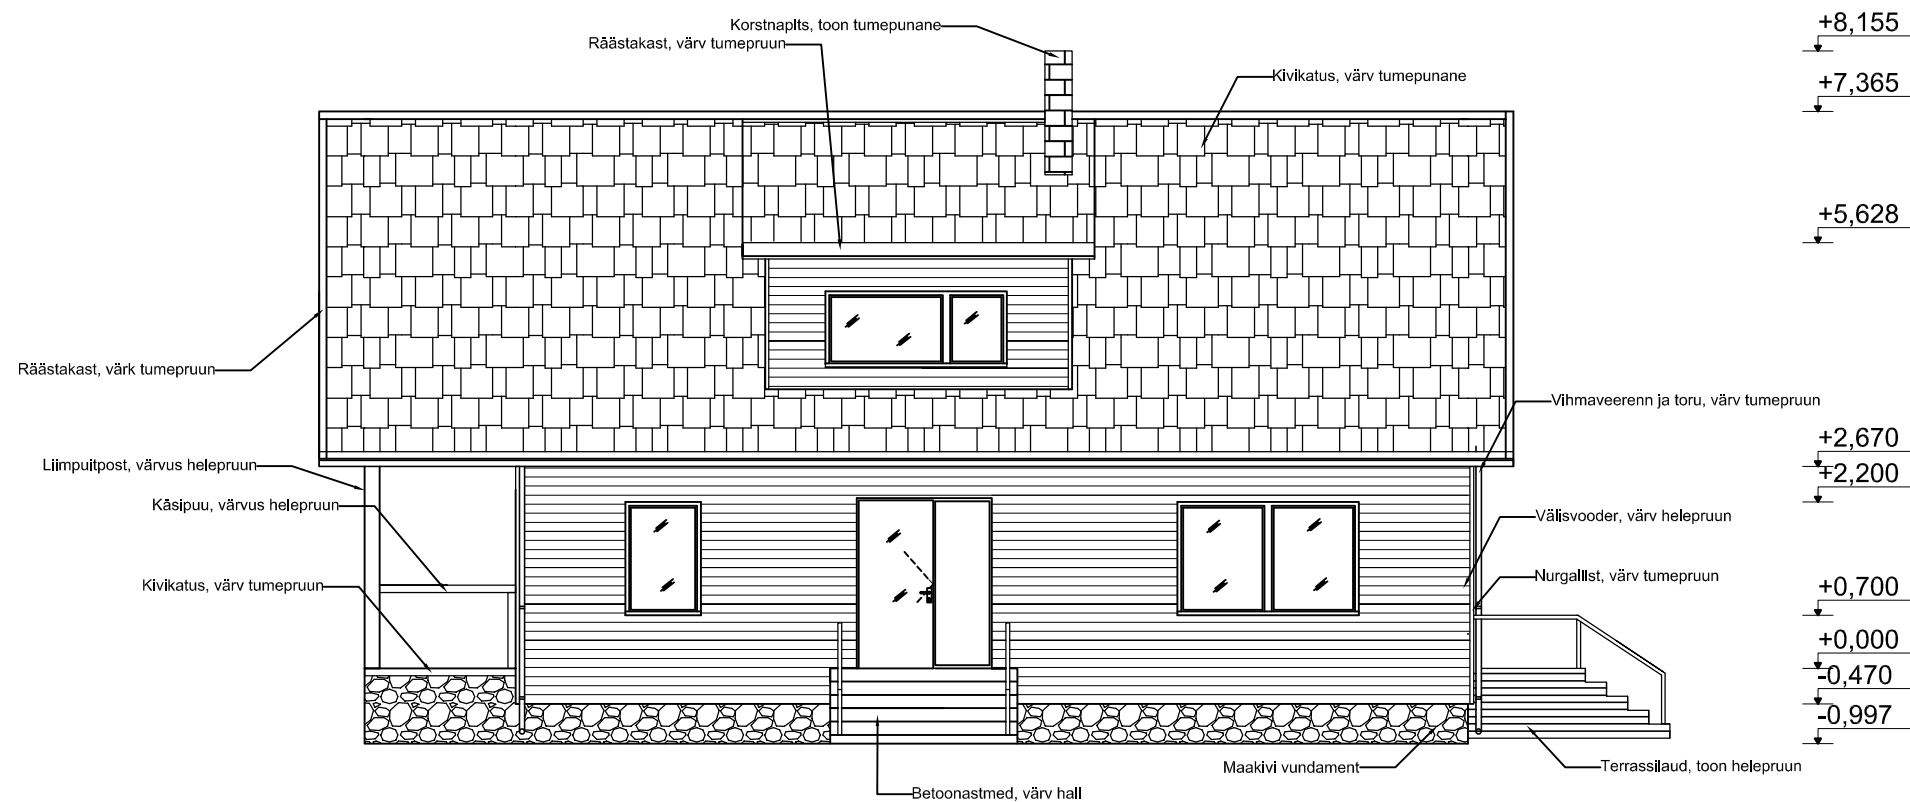 Korstnapits, toon tumepunane
+8,155
Räästakast, värv tumepruun
Kivikatus, värv tumepunane
+7,365
+5,628
Räästakast, värk tumepruun
Vihmaveerenn ja toru, värv tumepruun
+2,670
Liimpuitpost, värvus helepruun
+2,200
Käsipuu, värvus helepruun
Välisvooder, värv helepruun
Nurgaliist, värv tumepruun
Kivikatus, värv tumepruun
+0,700
+0,000
-0,470
-0,997
Maakivi vundament
Terrassilaud, toon helepruun
Betoonastmed, värv hall